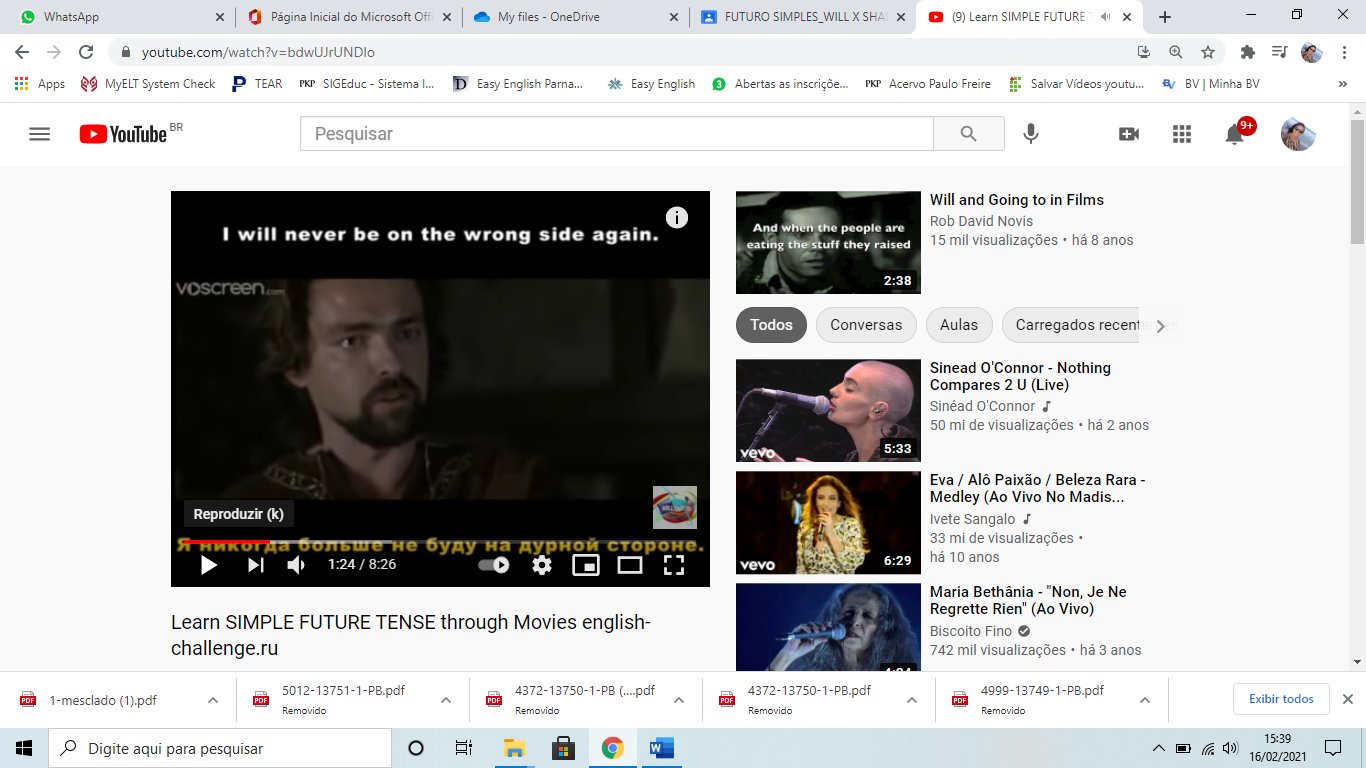 WhatsApp
Página Inicial do Microsoft Offi
My files - OneDrive
FUTURO SIMPLES_WILL X SHA
(9) Learn SIMPLE FUTURE T
youtube.com/watch?v=bdwUJrUNDIo
Apps
MyELT System Check
TEAR
PKP SIGEduc - Sistema I...
Easy English Parna...
Easy English
3 Abertas as inscriçõe...
PKP Acervo Paulo Freire
Salvar Vídeos youtu...
BV | Minha BV
YouTube BR
Pesquisar
9+
I will never be on the wrong side again.
voscreen.com
Reproduzir (k)
Я никогда больше не буду на дурной стороне.
1:24 / 8:26
Learn SIMPLE FUTURE TENSE through Movies english-
challenge.ru
And when the people are
eating the stuff they raised
2:38
Will and Going to in Films
Rob David Novis
15 mil visualizações • há 8 anos
Todos
Conversas
Aulas
Carregados recent
vevo
5:33
Sinead O'Connor - Nothing
Compares 2 U (Live)
Sinéad O'Connor
50 mi de visualizações • há 2 anos
vevo
6:29
Eva / Alô Paixão / Beleza Rara -
Medley (Ao Vivo No Madis...
Ivete Sangalo
33 mi de visualizações •
há 10 anos
Maria Bethânia - "Non, Je Ne
Regrette Rien" (Ao Vivo)
Biscoito Fino
742 mil visualizações • há 3 anos
PDF 1-mesclado (1).pdf
PDF 5012-13751-1-PB.pdf
Removido
PDF 4372-13750-1-PB (....pdf
Removido
PDF 4372-13750-1-PB.pdf
Removido
PDF 4999-13749-1-PB.pdf
Removido
Exibir todos
Digite aqui para pesquisar
15:39
16/02/2021